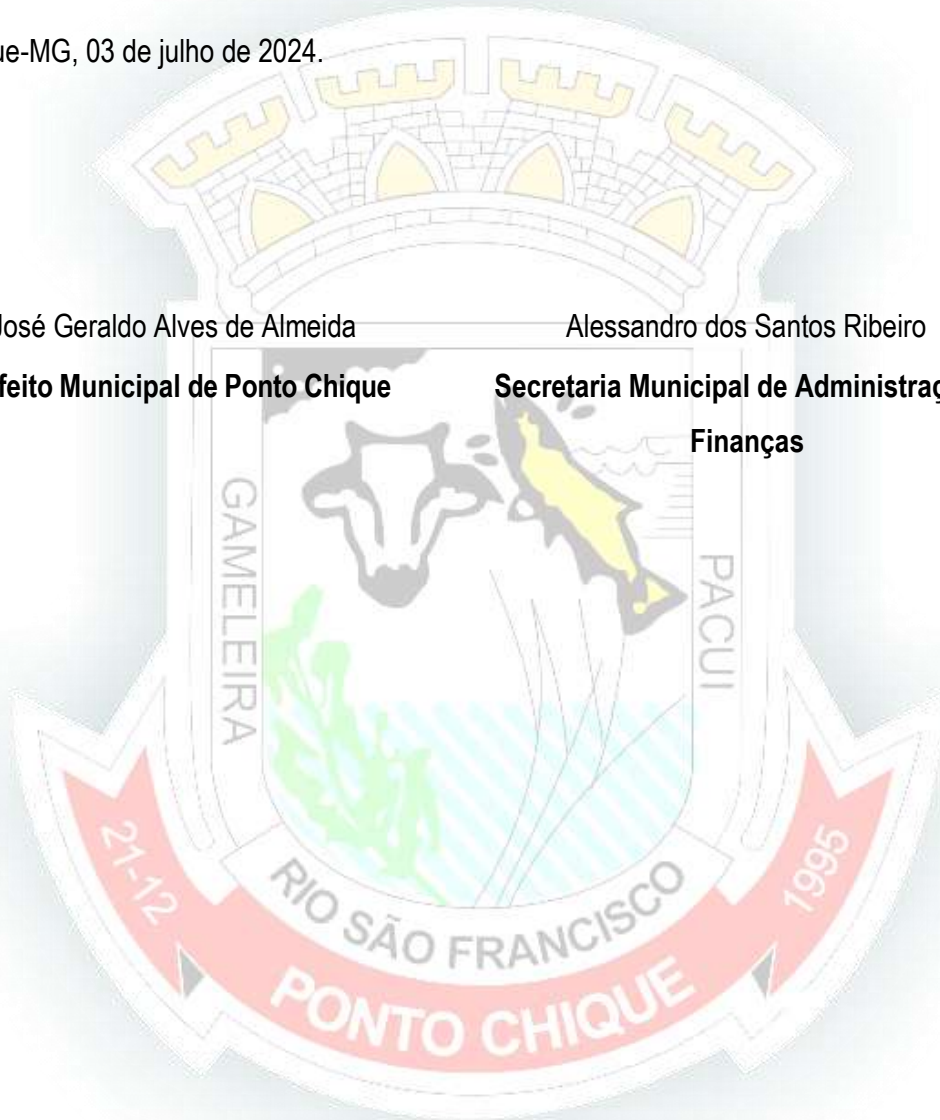 ue-MG, 03 de julho de 2024.
José Geraldo Alves de Almeida
Alessandro dos Santos Ribeiro
feito Municipal de Ponto Chique
Secretaria Municipal de Administraç
Finanças
GAMELEIRA
PACUI
21-12
1995
RIO SÃO FRANCISCO
PONTO CHIQUE